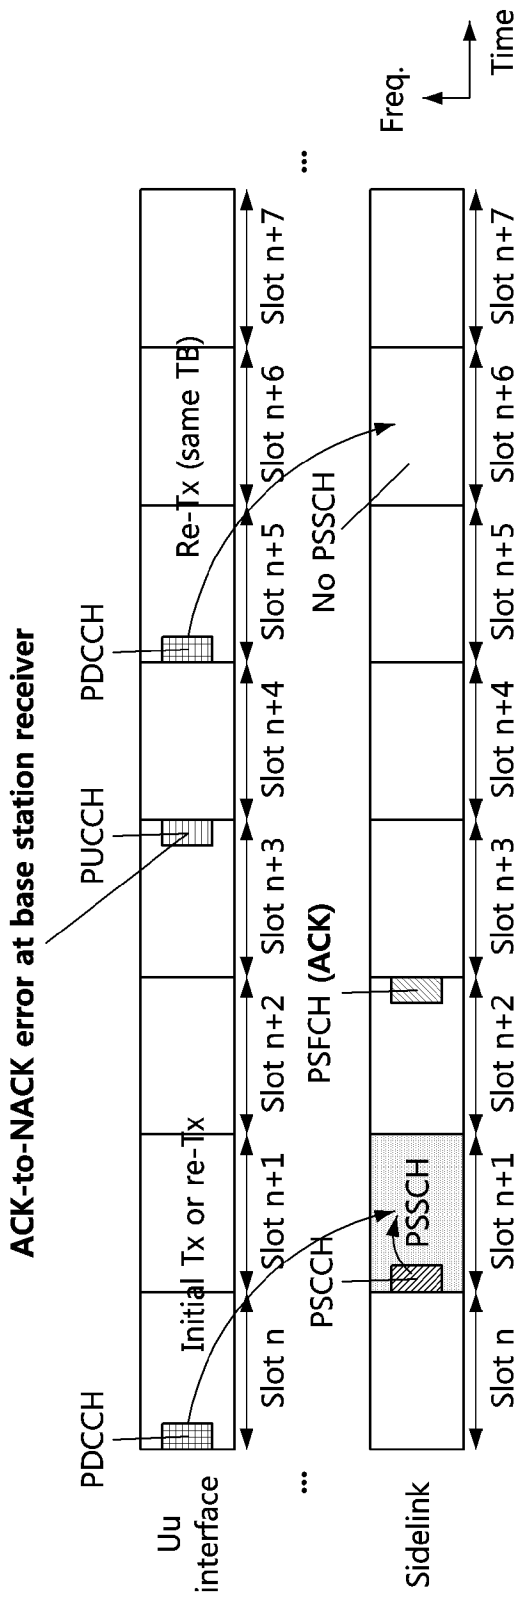 ACK-to-NACK error at base station receiver
PDCCH
PUCCH
PDCCH
Uu
interface
Initial Tx or re-Tx
Re-Tx (same TB)
Slot n
Slot n+1
Slot n+2
Slot n+3
Slot n+4
Slot n+5
Slot n+6
Slot n+7
...
...
PSCCH
PSFCH (ACK)
No PSSCH
Sidelink
PSSCH
Slot n
Slot n+1
Slot n+2
Slot n+3
Slot n+4
Slot n+5
Slot n+6
Slot n+7
Freq.
Time